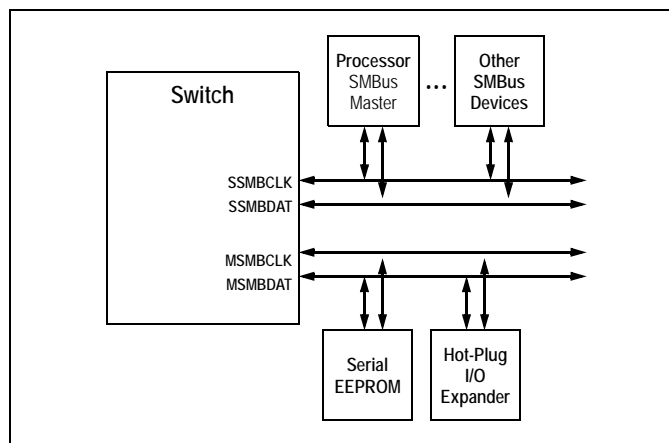 Switch
Processor
SMBus
Master
...
Other
SMBus
Devices
SSMBCLK
SSMBDAT
MSMBCLK
MSMBDAT
Serial
EEPROM
Hot-Plug
I/O
Expander